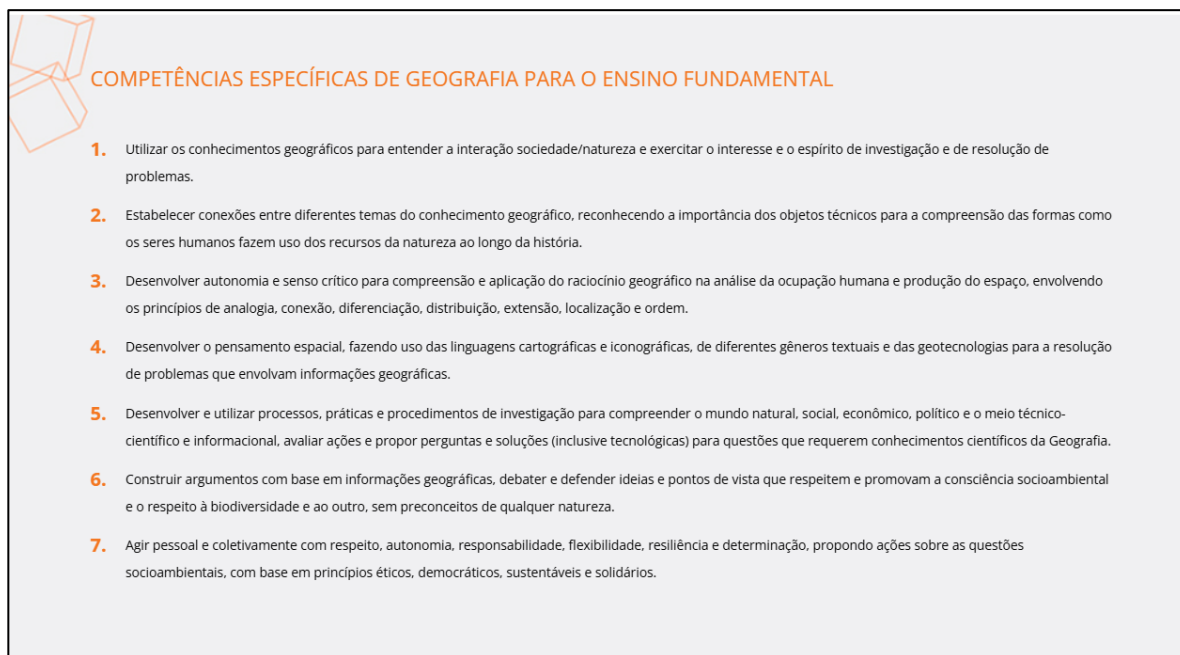 COMPETÊNCIAS ESPECÍFICAS DE GEOGRAFIA PARA O ENSINO FUNDAMENTAL
1. Utilizar os conhecimentos geográficos para entender a interação sociedade/natureza e exercitar o interesse e o espírito de investigação e de resolução de
problemas.
2. Estabelecer conexões entre diferentes temas do conhecimento geográfico, reconhecendo a importância dos objetos técnicos para a compreensão das formas como
os seres humanos fazem uso dos recursos da natureza ao longo da história.
3. Desenvolver autonomia e senso crítico para compreensão e aplicação do raciocínio geográfico na análise da ocupação humana e produção do espaço, envolvendo
os princípios de analogia, conexão, diferenciação, distribuição, extensão, localização e ordem.
4. Desenvolver o pensamento espacial, fazendo uso das linguagens cartográficas e iconográficas, de diferentes gêneros textuais e das geotecnologias para a resolução
de problemas que envolvam informações geográficas.
5. Desenvolver e utilizar processos, práticas e procedimentos de investigação para compreender o mundo natural, social, econômico, político e o meio técnico-
científico e informacional, avaliar ações e propor perguntas e soluções (inclusive tecnológicas) para questões que requerem conhecimentos científicos da Geografia.
6. Construir argumentos com base em informações geográficas, debater e defender ideias e pontos de vista que respeitem e promovam a consciência socioambiental
e o respeito à biodiversidade e ao outro, sem preconceitos de qualquer natureza.
7. Agir pessoal e coletivamente com respeito, autonomia, responsabilidade, flexibilidade, resiliência e determinação, propondo ações sobre as questões
socioambientais, com base em princípios éticos, democráticos, sustentáveis e solidários.